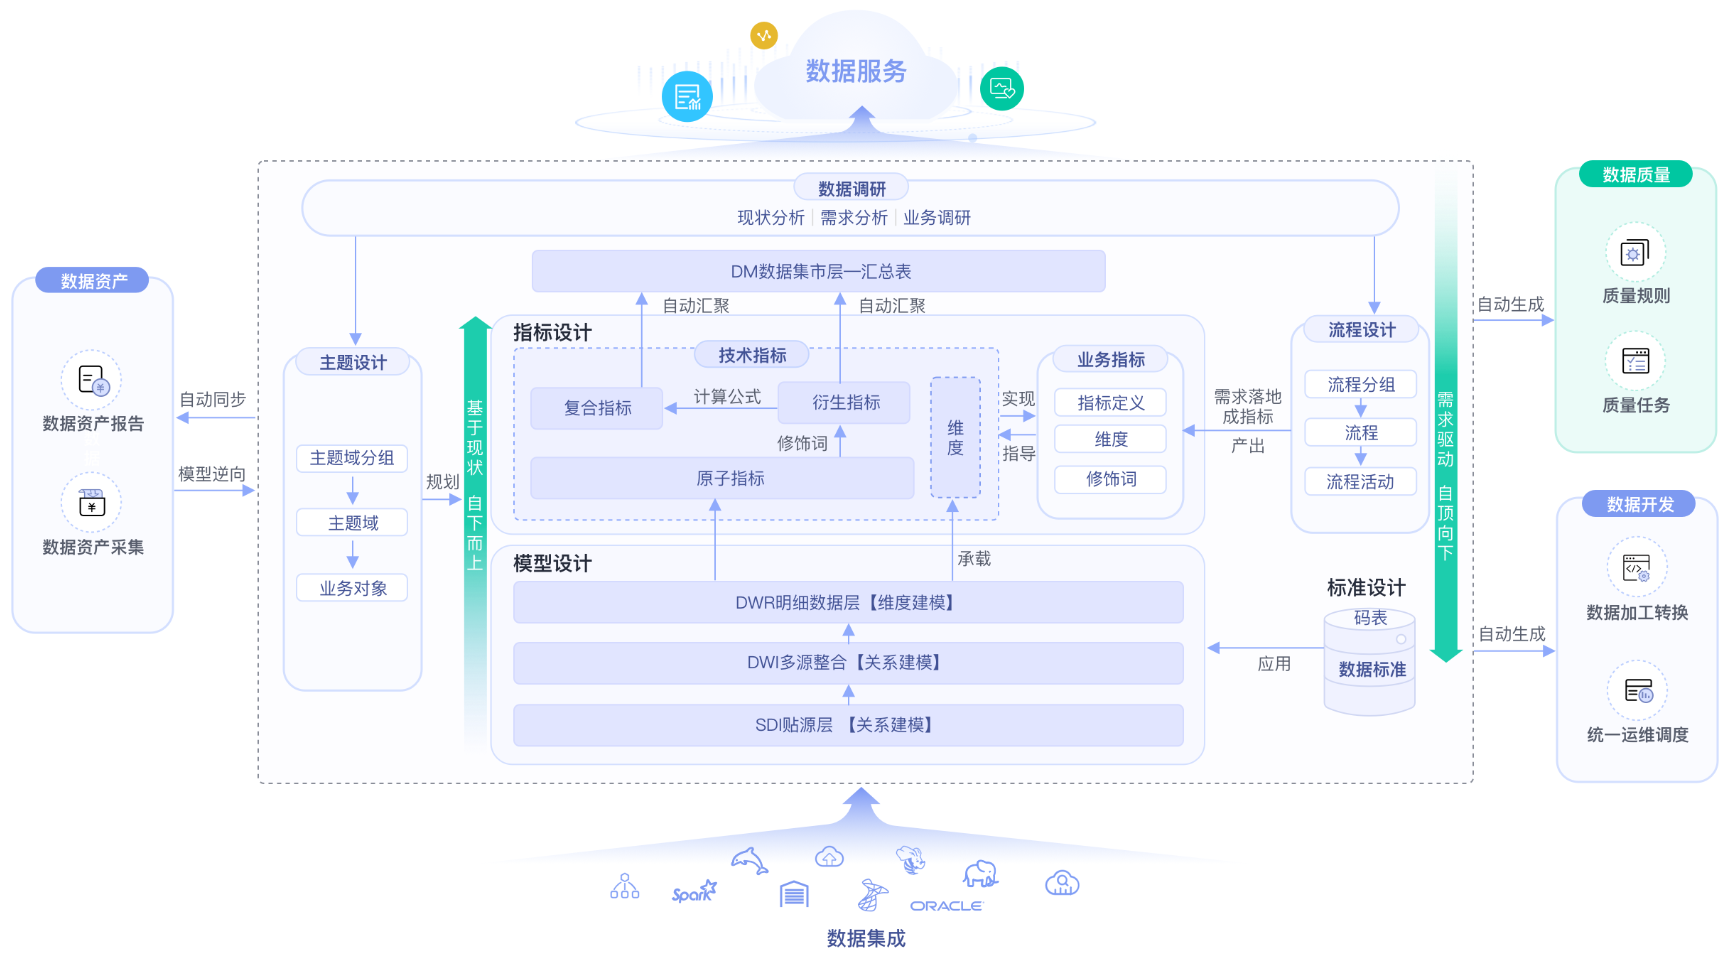 数据服务
数据调研
现状分析 | 需求分析 | 业务调研
数据资产
数据资产报告
数据资产采集
自动同步
模型逆向
主题设计
主题域分组
主题域
业务对象
规划
基于现状 自下而上
DM数据集市层—汇总表
自动汇聚
自动汇聚
指标设计
技术指标
复合指标
计算公式
衍生指标
修饰词
原子指标
维度
实现
指导
业务指标
指标定义
维度
修饰词
需求落地
成指标
产出
流程设计
流程分组
流程
流程活动
模型设计
承载
DWR明细数据层【维度建模】
DWI多源整合【关系建模】
SDI贴源层 【关系建模】
应用
标准设计
码表
数据标准
需求驱动 自顶向下
自动生成
自动生成
数据质量
质量规则
质量任务
数据开发
数据加工转换
统一运维调度
Spark
ORACLE
数据集成